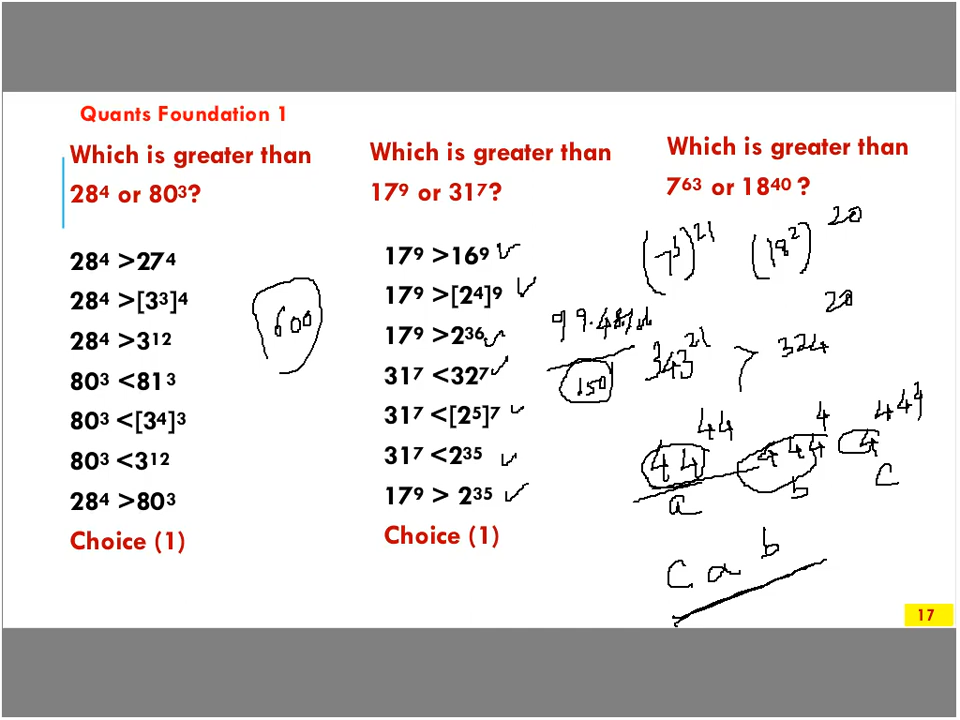 Quants Foundation 1
Which is greater than
28⁴ or 80³?
28⁴ >27⁴
28⁴ >[3³]⁴
28⁴ >3¹²
80³ <81³
80³ <[3⁴]³
80³ <3¹²
28⁴ >80³
Choice (1)
600
Which is greater than
17⁹ or 31⁷?
17⁹ >16⁹
17⁹ >[2⁴]⁹
17⁹ >2³⁶
31⁷ <32⁷
31⁷ <[2⁵]⁷
31⁷ <2³⁵
17⁹ > 2³⁵
Choice (1)
Which is greater than
7⁶³ or 18⁴⁰ ?
(7³)²¹ (18²)²⁰
150
343²¹ > 324²⁰
44⁴⁴ 444⁴ 4⁴⁴⁴
a b c
c a b
17